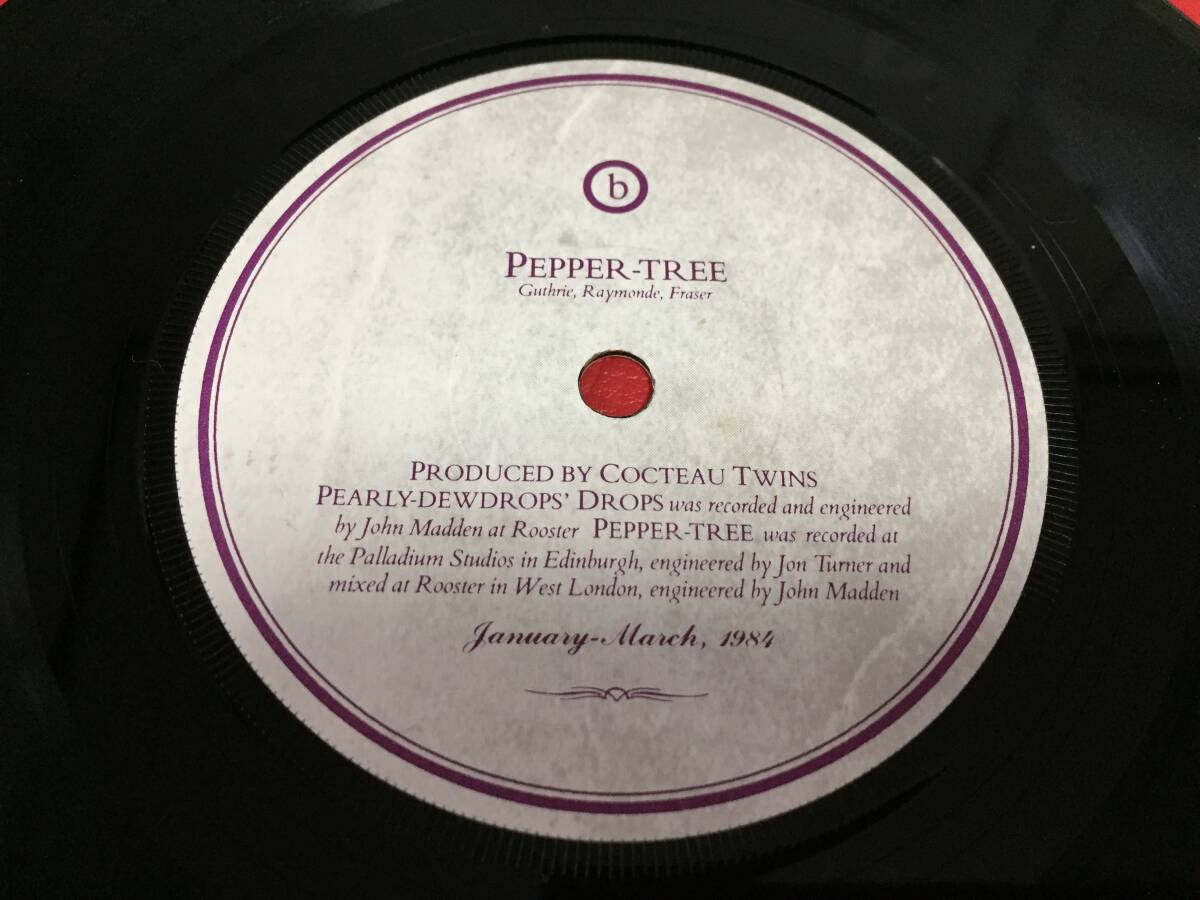 b
PEPPER-TREE
Guthrie, Raymonde, Fraser
PRODUCED BY COCTEAU TWINS
PEARLY-DEWDROPS' DROPS was recorded and engineered
by John Madden at Rooster PEPPER-TREE was recorded at
the Palladium Studios in Edinburgh, engineered by Jon Turner and
mixed at Rooster in West London, engineered by John Madden
January-March, 1984